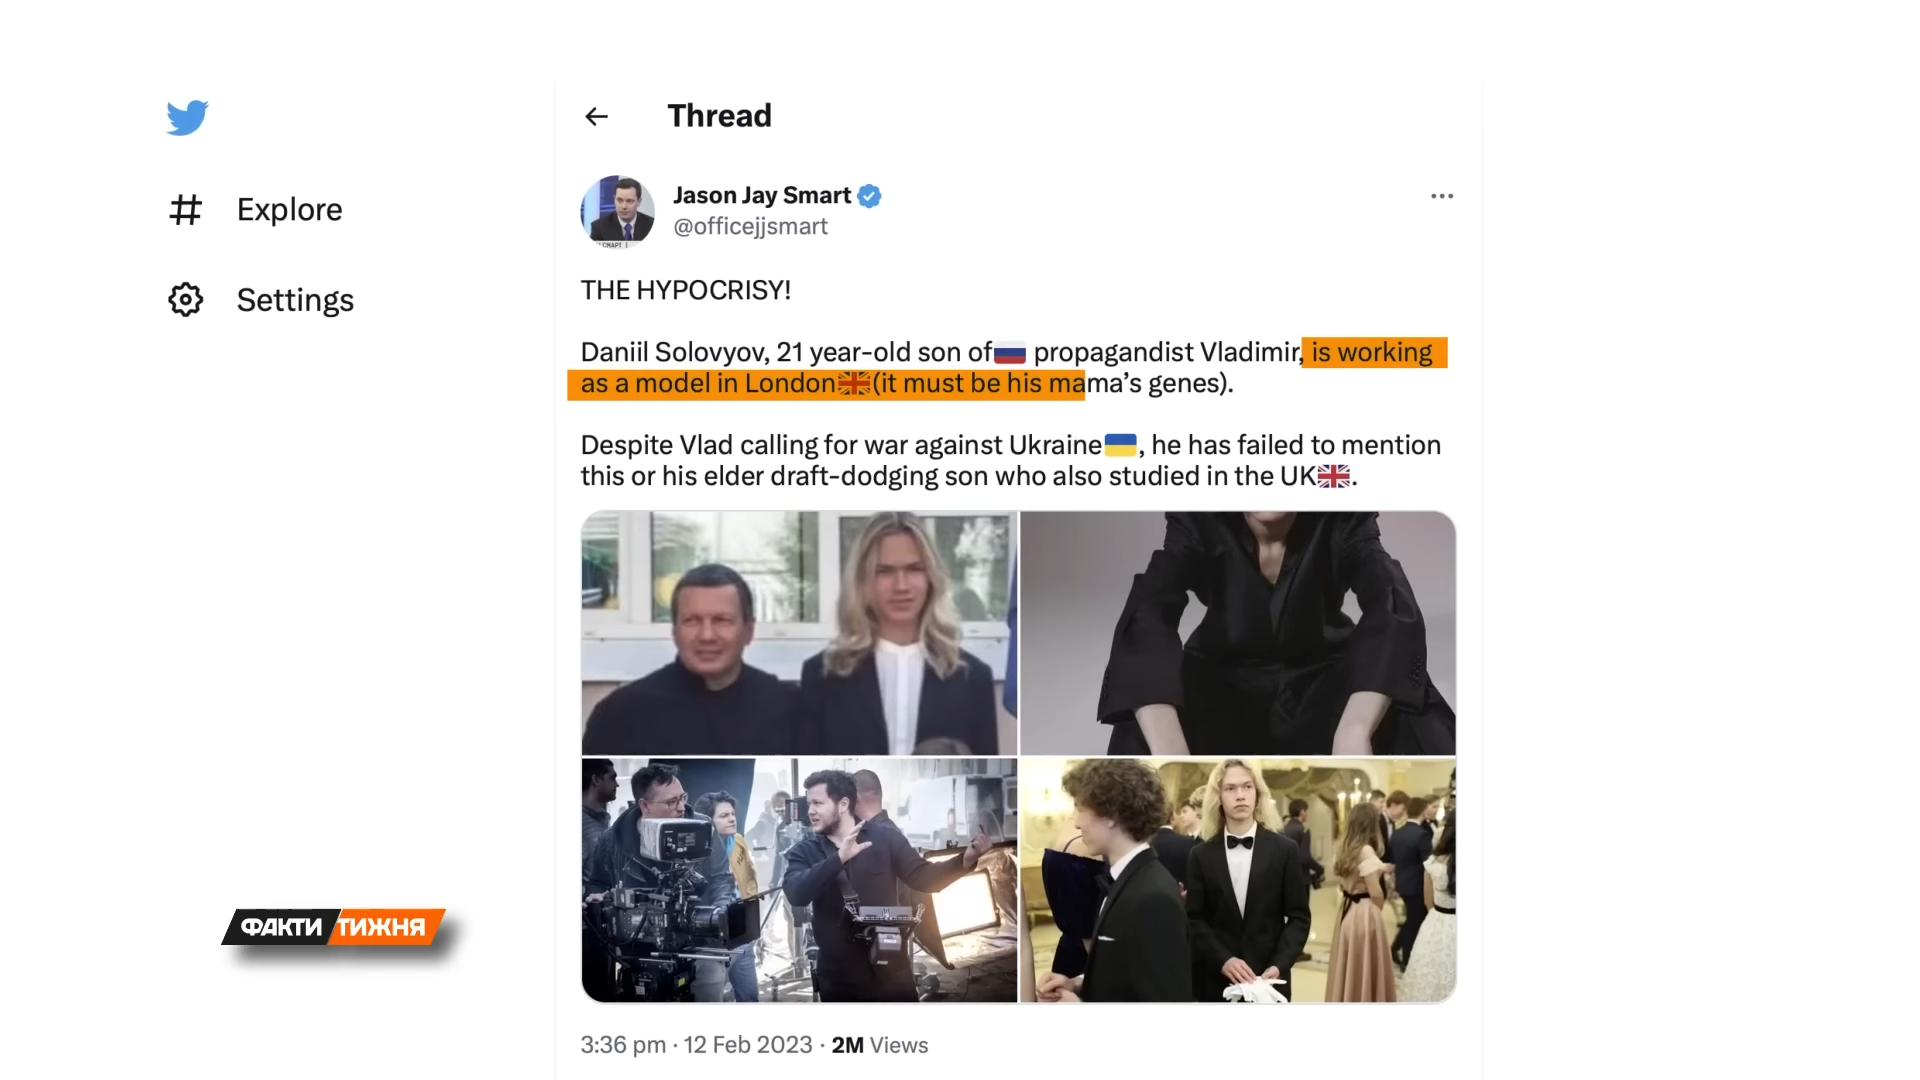 Thread
Explore
Settings
Jason Jay Smart
@officejjsmart
СМАРТ
THE HYPOCRISY!
Daniil Solovyov, 21 year-old son of🇷🇺 propagandist Vladimir, is working
as a model in London🇬🇧(it must be his mama’s genes).
Despite Vlad calling for war against Ukraine🇺🇦, he has failed to mention
this or his elder draft-dodging son who also studied in the UK🇬🇧.
ФАКТИ ТИЖНЯ
3:36 pm · 12 Feb 2023 · 2M Views